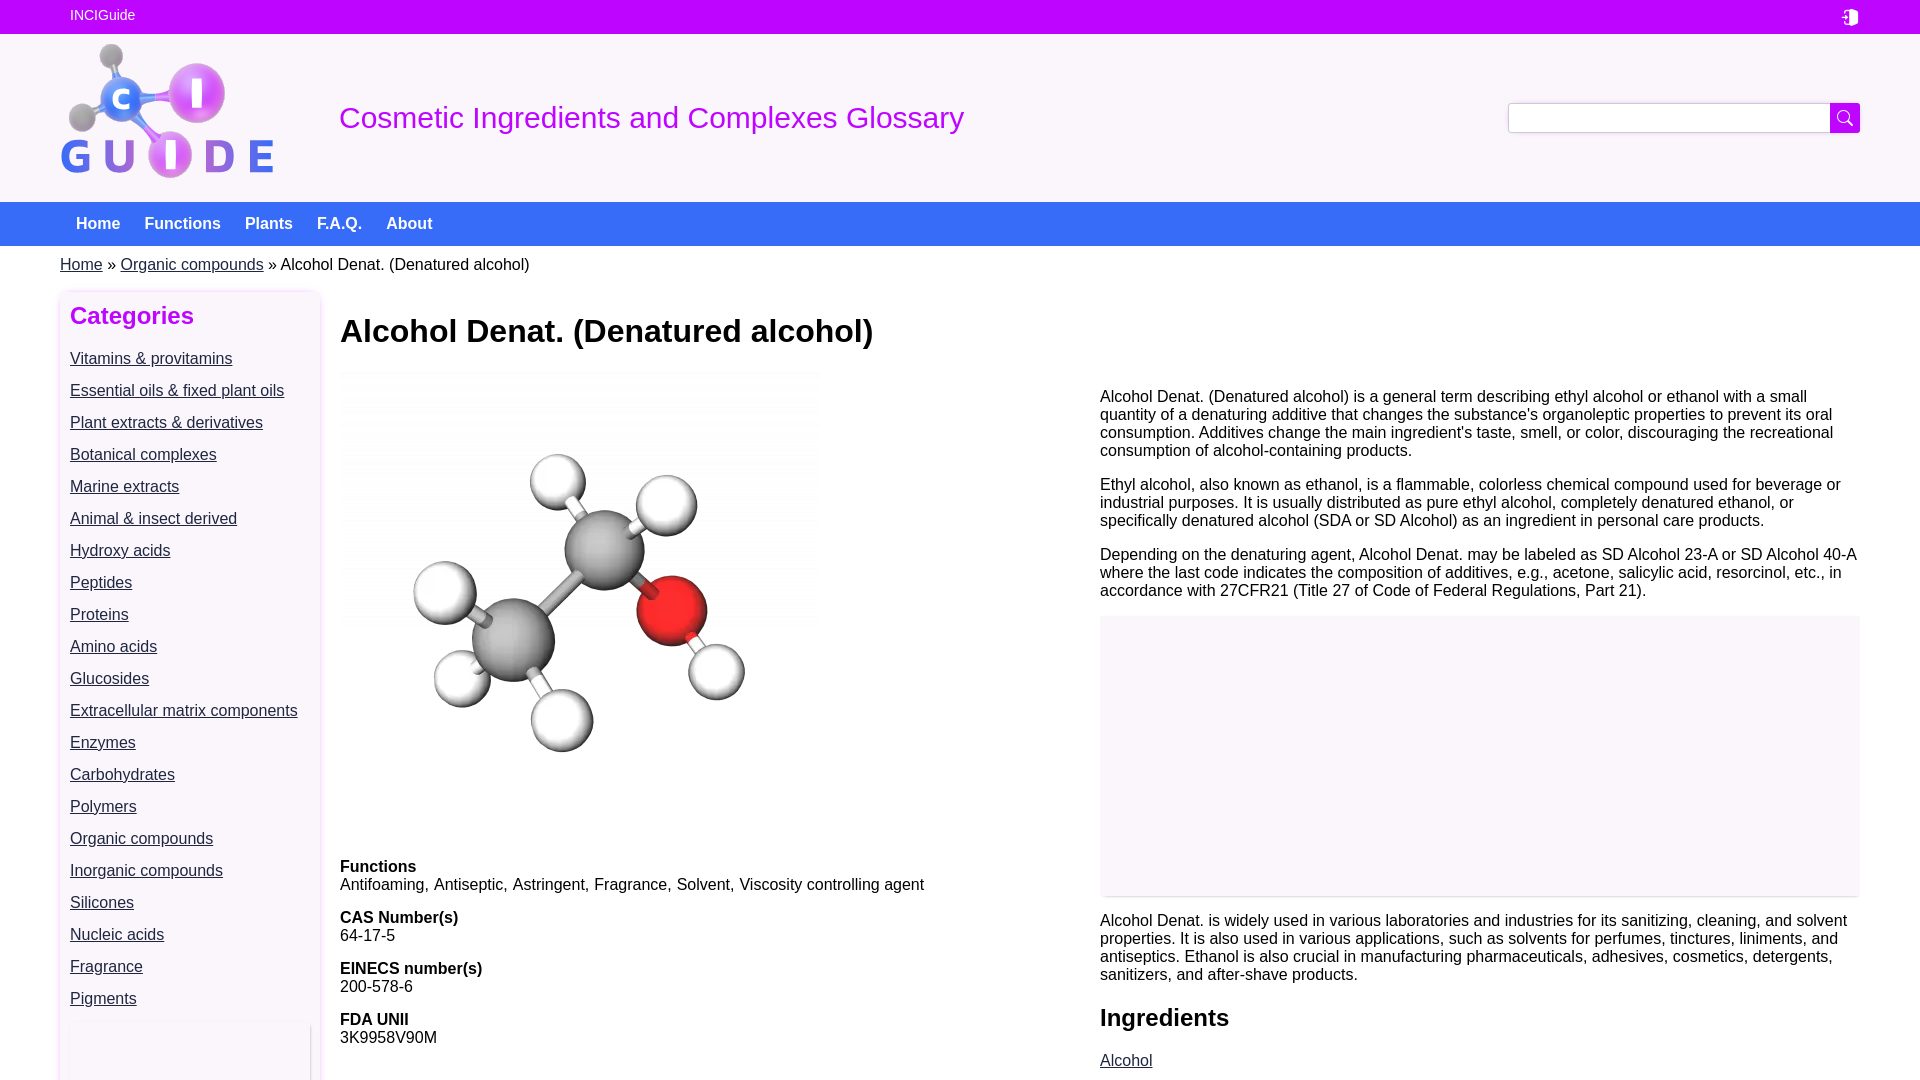 INCIGuide
C I
GUIDE
Cosmetic Ingredients and Complexes Glossary
Home Functions Plants F.A.Q. About
Home » Organic compounds » Alcohol Denat. (Denatured alcohol)
Categories
Vitamins & provitamins
Essential oils & fixed plant oils
Plant extracts & derivatives
Botanical complexes
Marine extracts
Animal & insect derived
Hydroxy acids
Peptides
Proteins
Amino acids
Glucosides
Extracellular matrix components
Enzymes
Carbohydrates
Polymers
Organic compounds
Inorganic compounds
Silicones
Nucleic acids
Fragrance
Pigments
Alcohol Denat. (Denatured alcohol)
Functions
Antifoaming, Antiseptic, Astringent, Fragrance, Solvent, Viscosity controlling agent
CAS Number(s)
64-17-5
EINECS number(s)
200-578-6
FDA UNII
3K9958V90M
Alcohol Denat. (Denatured alcohol) is a general term describing ethyl alcohol or ethanol with a small
quantity of a denaturing additive that changes the substance's organoleptic properties to prevent its oral
consumption. Additives change the main ingredient's taste, smell, or color, discouraging the recreational
consumption of alcohol-containing products.
Ethyl alcohol, also known as ethanol, is a flammable, colorless chemical compound used for beverage or
industrial purposes. It is usually distributed as pure ethyl alcohol, completely denatured ethanol, or
specifically denatured alcohol (SDA or SD Alcohol) as an ingredient in personal care products.
Depending on the denaturing agent, Alcohol Denat. may be labeled as SD Alcohol 23-A or SD Alcohol 40-A
where the last code indicates the composition of additives, e.g., acetone, salicylic acid, resorcinol, etc., in
accordance with 27CFR21 (Title 27 of Code of Federal Regulations, Part 21).
Alcohol Denat. is widely used in various laboratories and industries for its sanitizing, cleaning, and solvent
properties. It is also used in various applications, such as solvents for perfumes, tinctures, liniments, and
antiseptics. Ethanol is also crucial in manufacturing pharmaceuticals, adhesives, cosmetics, detergents,
sanitizers, and after-shave products.
Ingredients
Alcohol